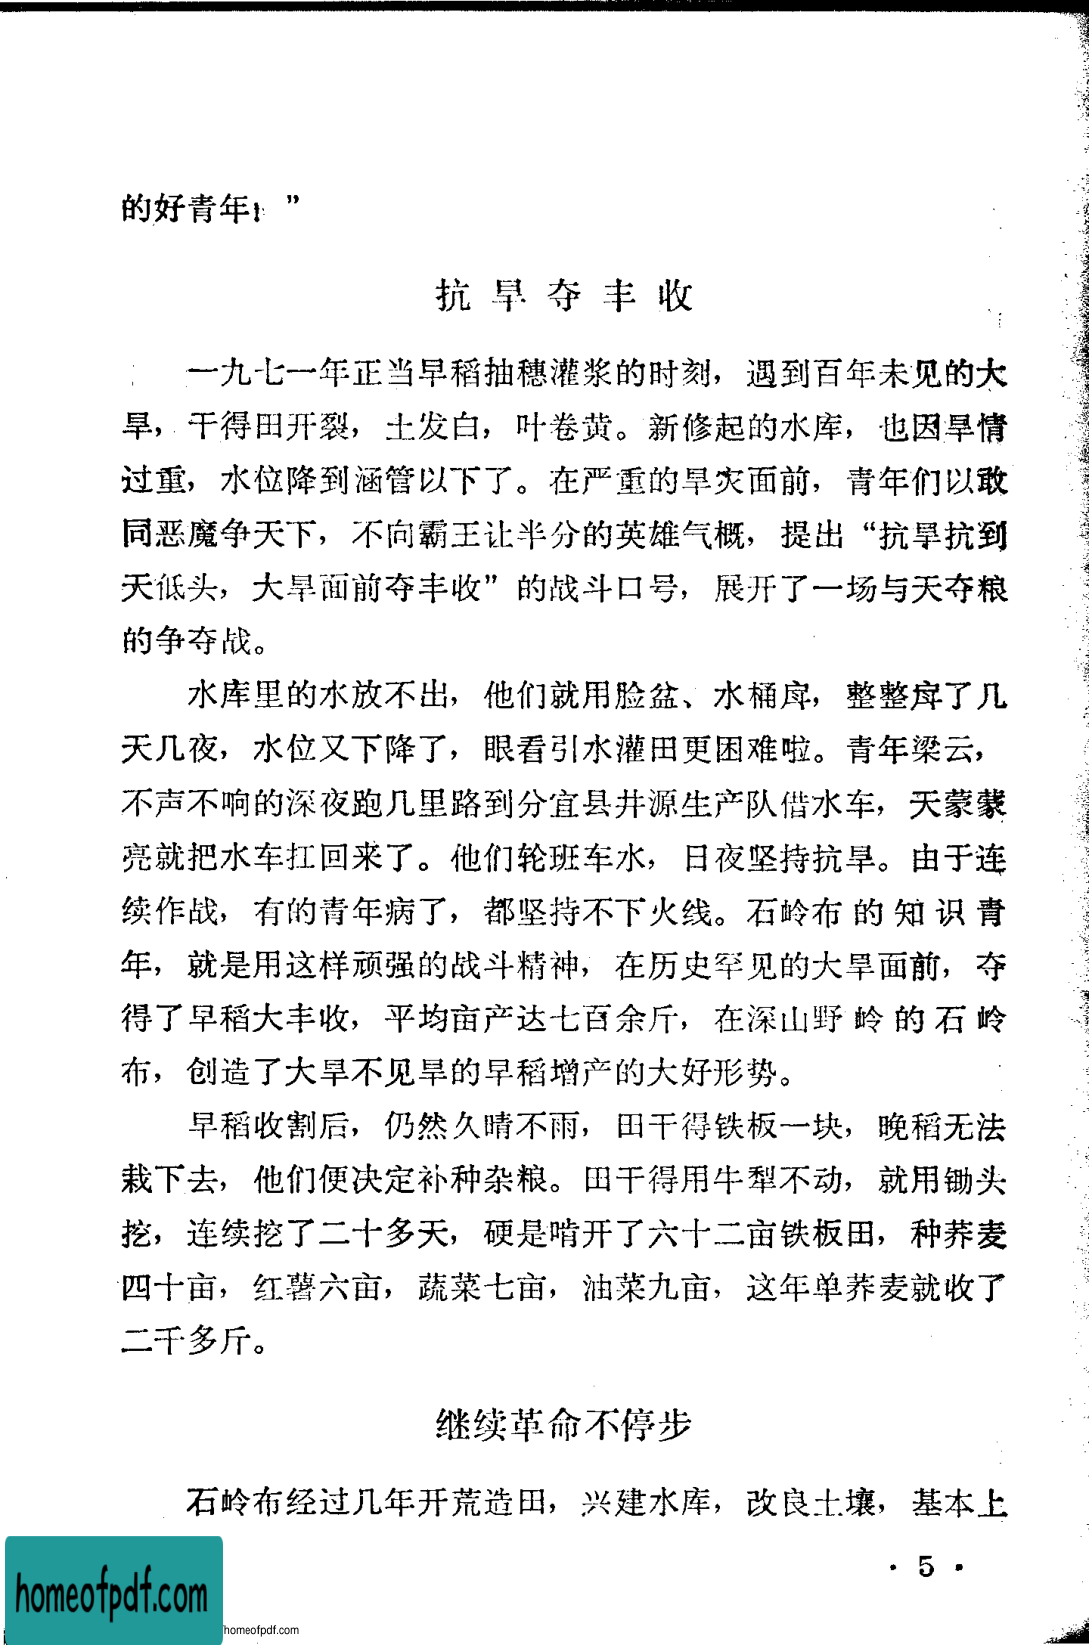 的好青年！”
抗旱夺丰收
一九七一年正当早稻抽穗灌浆的时刻，遇到百年未见的大
旱，干得田开裂，土发白，叶卷黄。新修起的水库，也因旱情
过重，水位降到涵管以下了。在严重的旱灾面前，青年们以敢
同恶魔争天下，不向霸王让半分的英雄气概，提出“抗旱抗到
天低头，大旱面前夺丰收”的战斗口号，展开了一场与天夺粮
的争夺战。
水库里的水放不出，他们就用脸盆、水桶戽，整整戽了几
天几夜，水位又下降了，眼看引水灌田更困难啦。青年梁云，
不声不响的深夜跑几里路到分宜县井源生产队借水车，天蒙蒙
亮就把水车扛回来了。他们轮班车水，日夜坚持抗旱。由于连
续作战，有的青年病了，都坚持不下火线。石岭布的知识青
年，就是用这样顽强的战斗精神，在历史罕见的大旱面前，夺
得了早稻大丰收，平均亩产达七百余斤，在深山野岭的石岭
布，创造了大旱不见旱的早稻增产的大好形势。
早稻收割后，仍然久晴不雨，田干得铁板一块，晚稻无法
栽下去，他们便决定补种杂粮。田干得用牛犁不动，就用锄头
挖，连续挖了二十多天，硬是啃开了六十二亩铁板田，种荞麦
四十亩，红薯六亩，蔬菜七亩，油菜九亩，这年单荞麦就收了
二千多斤。
继续革命不停步
石岭布经过几年开荒造田，兴建水库，改良土壤，基本上
· 5 ·
homeofpdf.com
homeofpdf.com